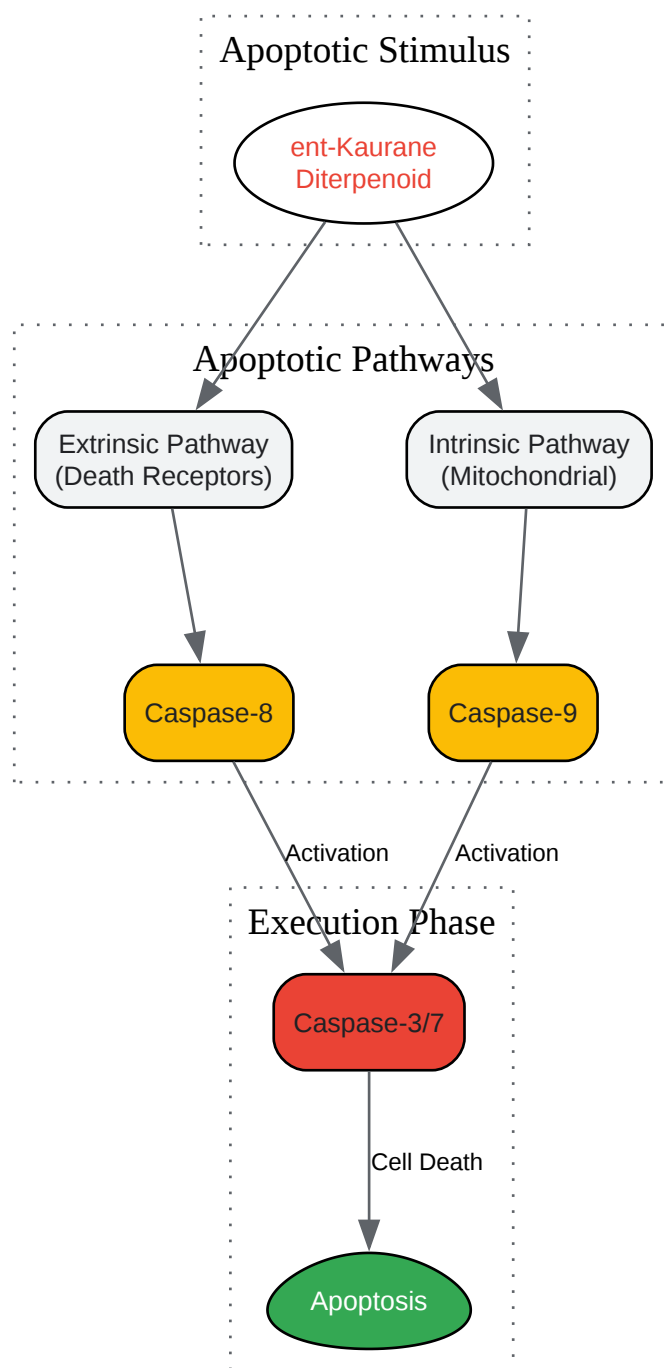 Apoptotic Stimulus
ent-Kaurane
Diterpenoid
Apoptotic Pathways
Extrinsic Pathway
(Death Receptors)
Intrinsic Pathway
(Mitochondrial)
Caspase-8
Caspase-9
Activation
Activation
Execution Phase
Caspase-3/7
Cell Death
Apoptosis